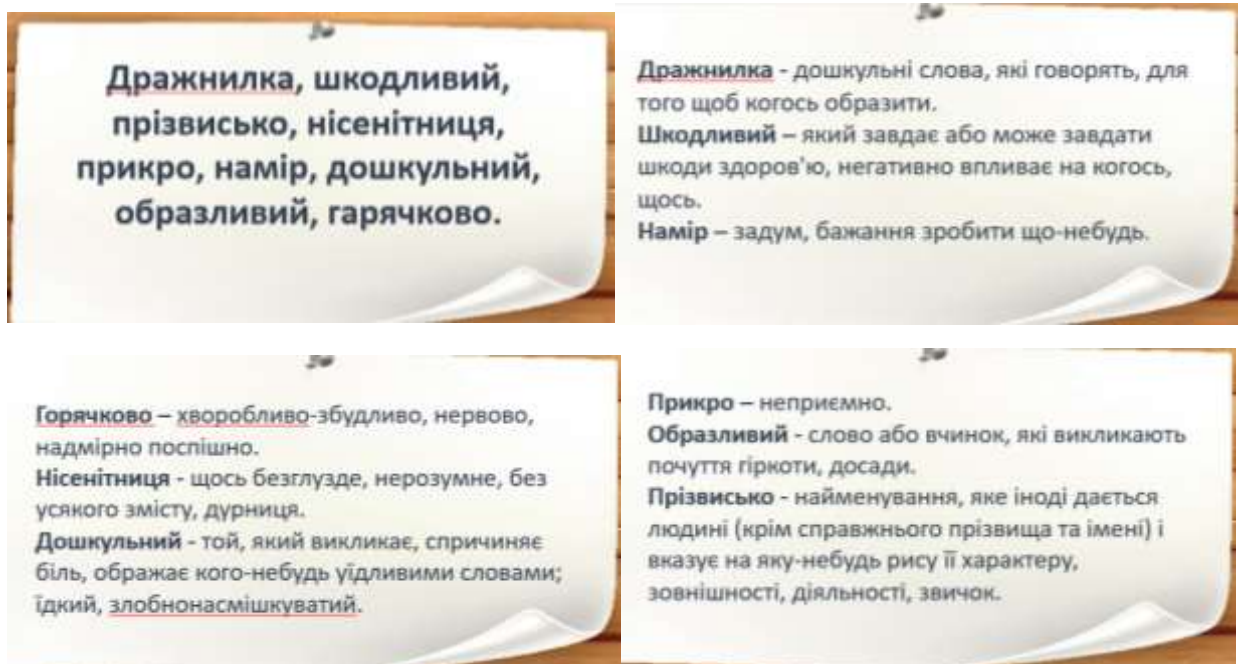 Дражнилка, шкодливий,
прізвисько, нісенітниця,
прикро, намір, дошкульний,
образливий, гарячково.
Дражнилка - дошкульні слова, які говорять, для
того щоб когось образити.
Шкодливий – який завдає або може завдати
шкоди здоров'ю, негативно впливає на когось,
щось.
Намір – задум, бажання зробити що-небудь.
Горячково – хворобливо-збудливо, нервово,
надмірно поспішно.
Нісенітниця - щось безглузде, нерозумне, без
усякого змісту, дурниця.
Дошкульний - той, який викликає, спричиняє
біль, ображає кого-небудь уїдливими словами;
їдкий, злобнонасмішкуватий.
Прикро – неприємно.
Образливий - слово або вчинок, які викликають
почуття гіркоти, досади.
Прізвисько - найменування, яке іноді дається
людині (крім справжнього прізвища та імені) і
вказує на яку-небудь рису її характеру,
зовнішності, діяльності, звичок.